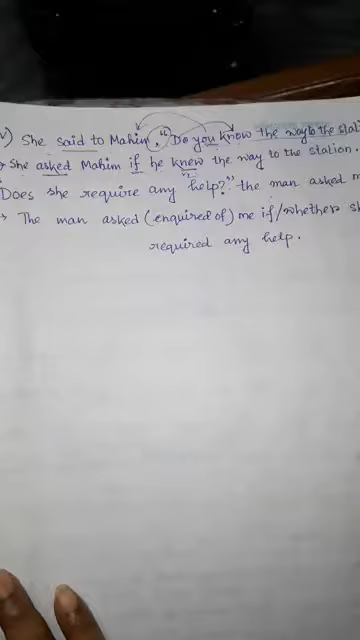 v) She said to Mahim, "Do you know the way to the stati
→ She asked Mahim if he knew the way to the station.
V2
Does she require any help?" the man asked m
→ The man asked (enquired of) me if/whether sh
required any help.